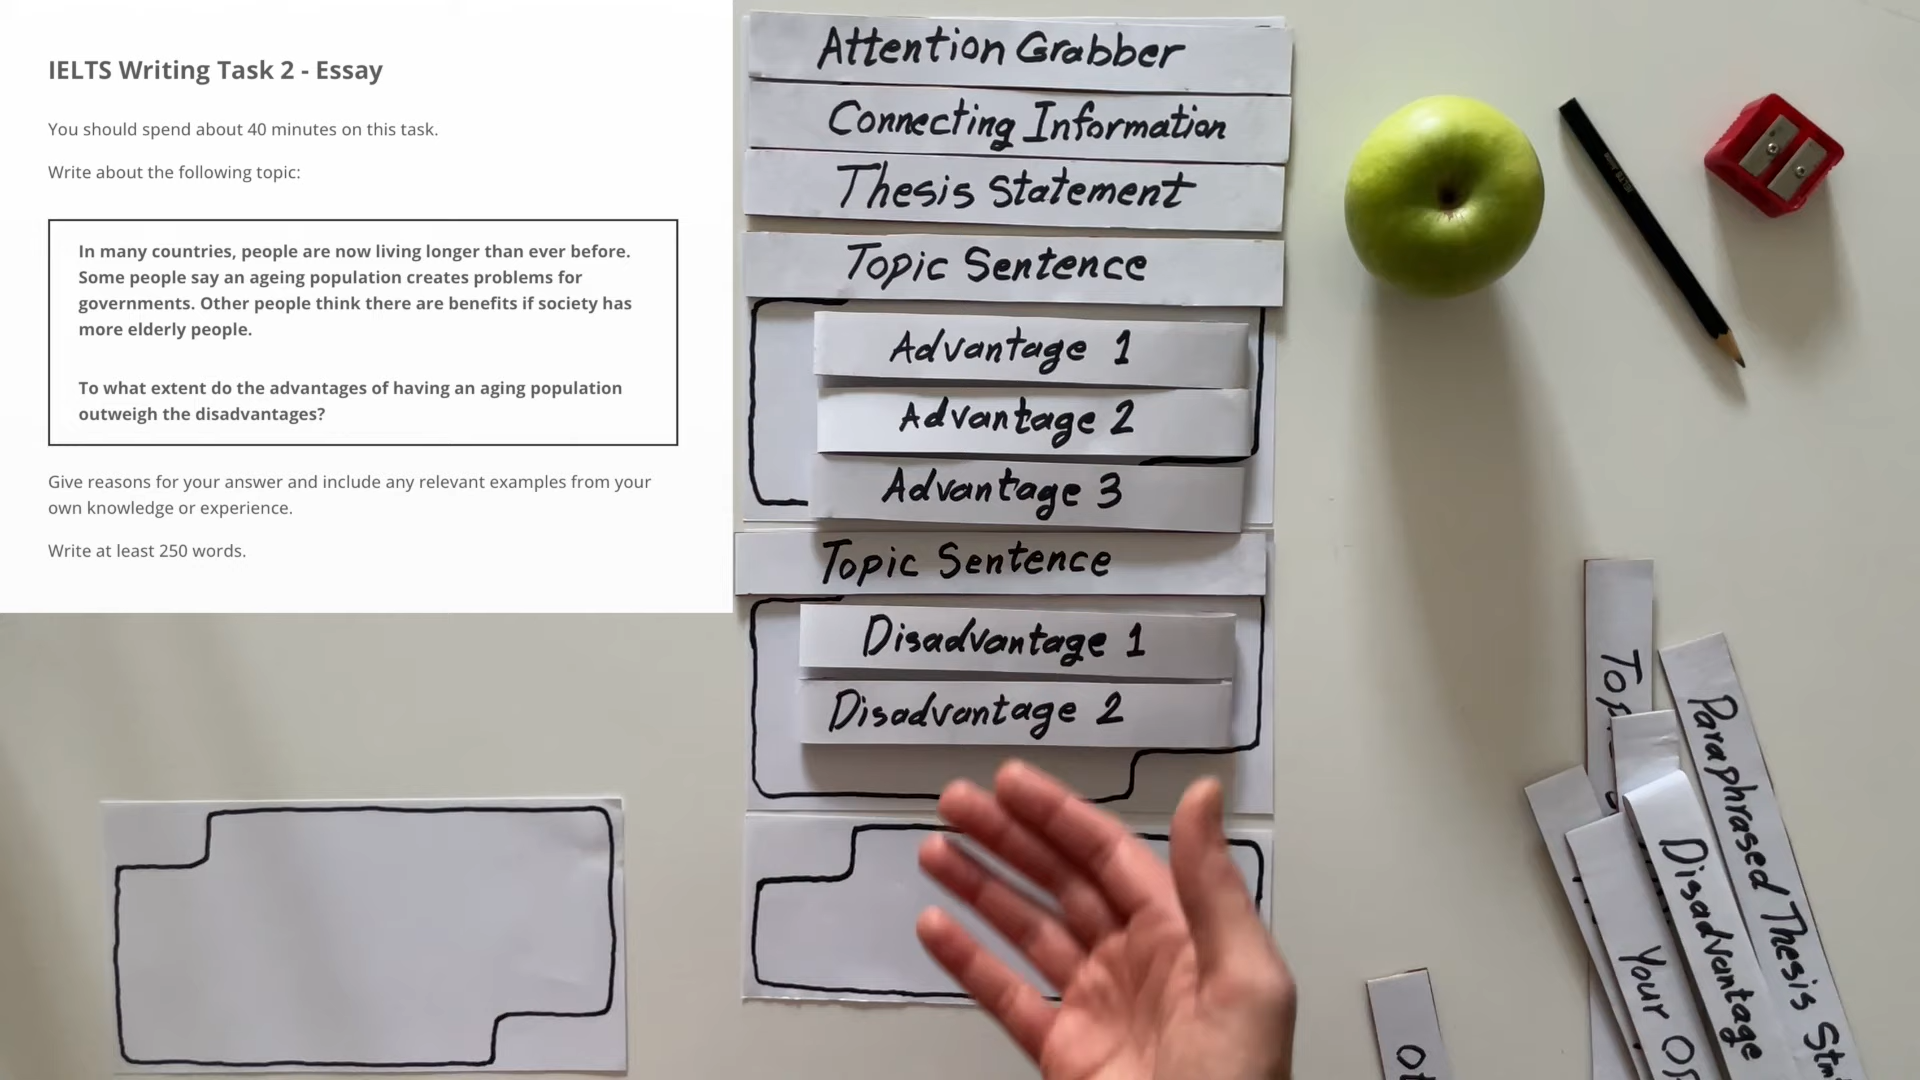 IELTS Writing Task 2 - Essay
You should spend about 40 minutes on this task.
Write about the following topic:
In many countries, people are now living longer than ever before.
Some people say an ageing population creates problems for
governments. Other people think there are benefits if society has
more elderly people.
To what extent do the advantages of having an aging population
outweigh the disadvantages?
Give reasons for your answer and include any relevant examples from your
own knowledge or experience.
Write at least 250 words.
Attention Grabber
Connecting Information
Thesis Statement
Topic Sentence
Advantage 1
Advantage 2
Advantage 3
Topic Sentence
Disadvantage 1
Disadvantage 2
Paraphrased Thesis
Disadvantage
Your